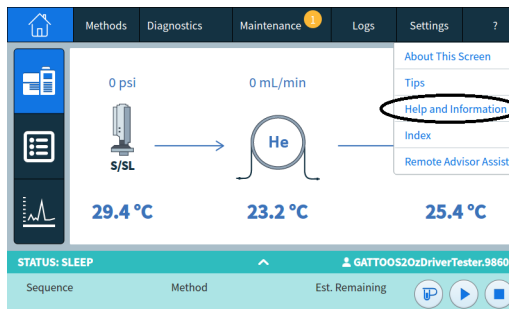 Methods Diagnostics Maintenance 1 Logs Settings ?
About This Screen
Tips
Help and Information
Index
Remote Advisor Assist
0 psi 0 mL/min
He
S/SL
29.4 °C 23.2 °C 25.4 °C
STATUS: SLEEP GATTOOS2OzDriverTester.9860
Sequence Method Est. Remaining
P